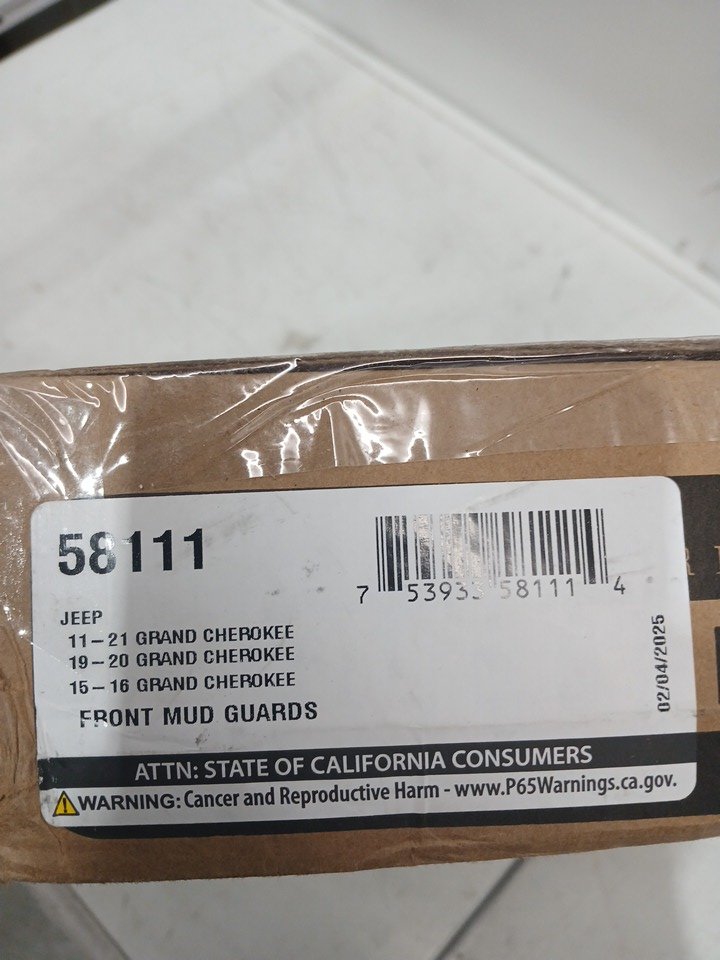 58111
7 53933 58111 4
JEEP
11-21 GRAND CHEROKEE
19-20 GRAND CHEROKEE
15-16 GRAND CHEROKEE
FRONT MUD GUARDS
02/04/2025
ATTN: STATE OF CALIFORNIA CONSUMERS
WARNING: Cancer and Reproductive Harm - www.P65Warnings.ca.gov.